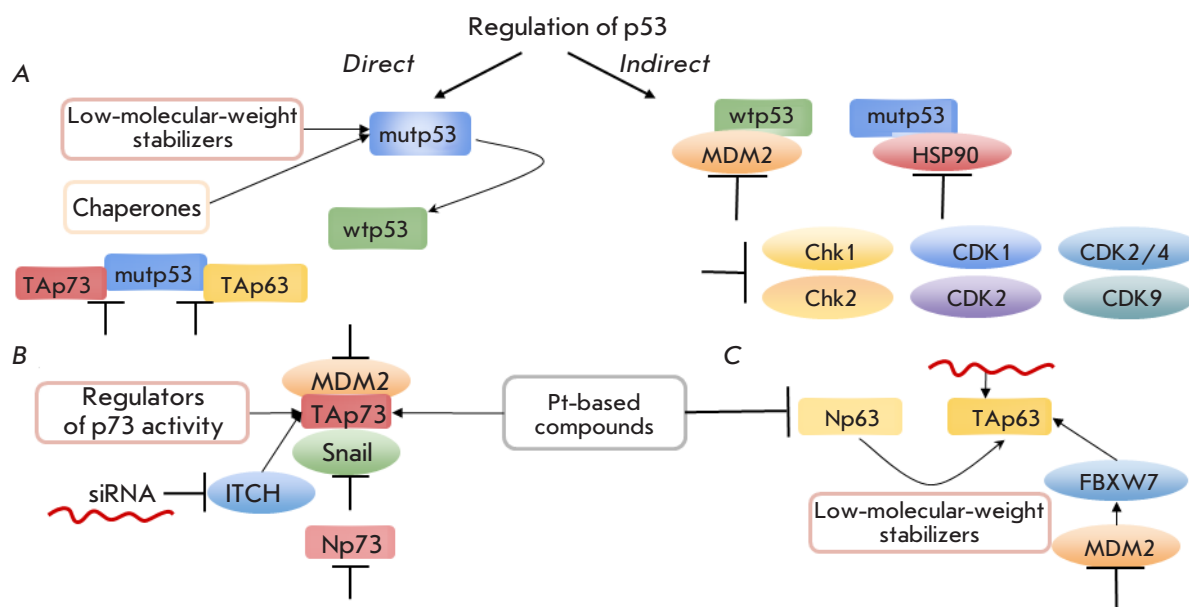 Regulation of p53
A
Direct
Indirect
Low-molecular-weight
stabilizers
mutp53
Chaperones
wtp53
TAp73
mutp53
TAp63
wtp53
MDM2
mutp53
HSP90
Chk1
CDK1
CDK2/4
Chk2
CDK2
CDK9
B
MDM2
Regulators
of p73 activity
TAp73
Snail
siRNA
ITCH
Np73
Pt-based
compounds
C
Np63
TAp63
FBXW7
Low-molecular-weight
stabilizers
MDM2